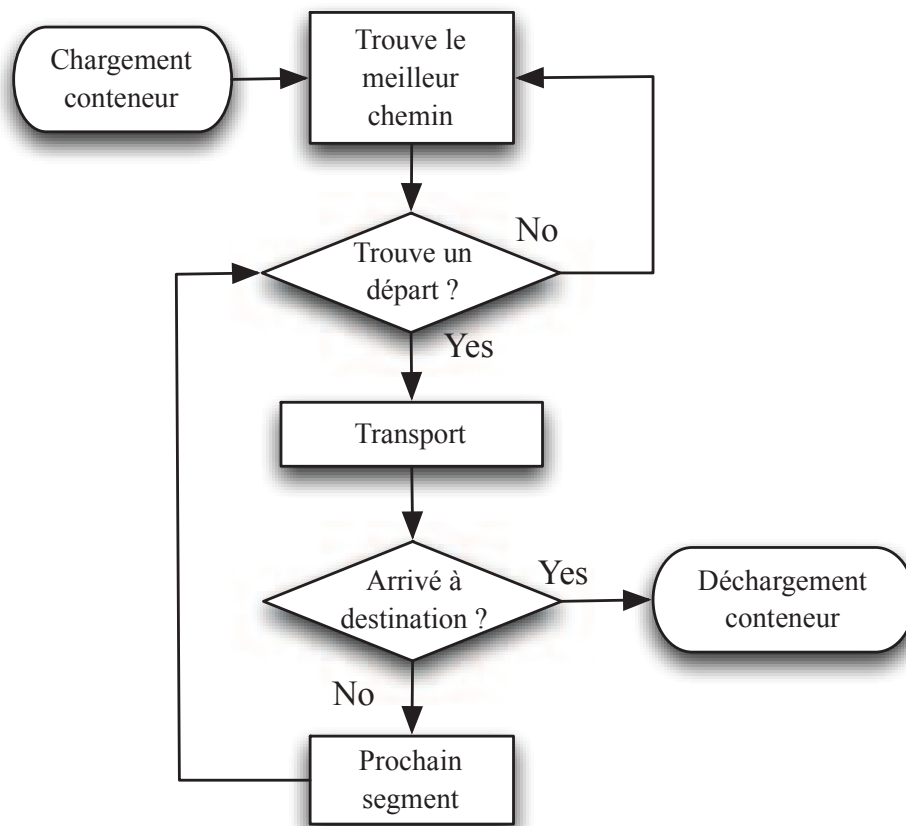 Chargement
conteneur
Trouve le
meilleur
chemin
No
Trouve un
départ ?
Yes
Transport
Arrivé à
destination ?
Yes
Déchargement
conteneur
No
Prochain
segment